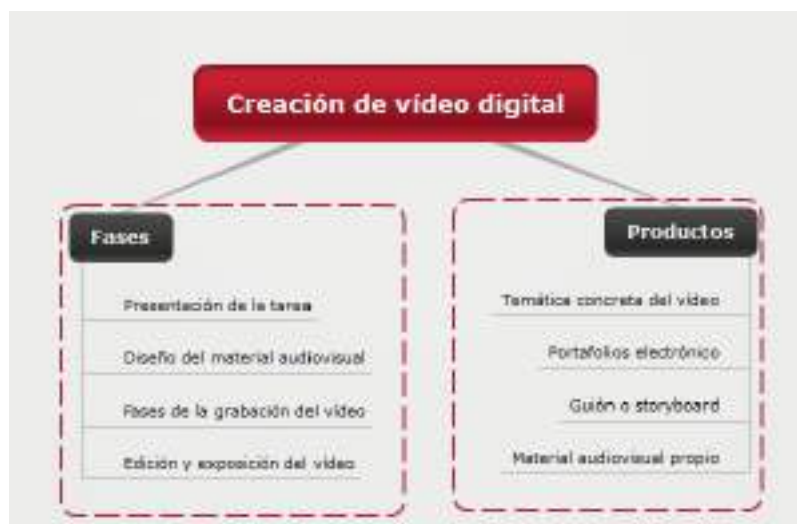 Creación de vídeo digital
Fases
Presentación de la tarea
Diseño del material audiovisual
Fases de la grabación del vídeo
Edición y exposición del vídeo
Productos
Temática concreta del vídeo
Portafolios electrónico
Guión o storyboard
Material audiovisual propio